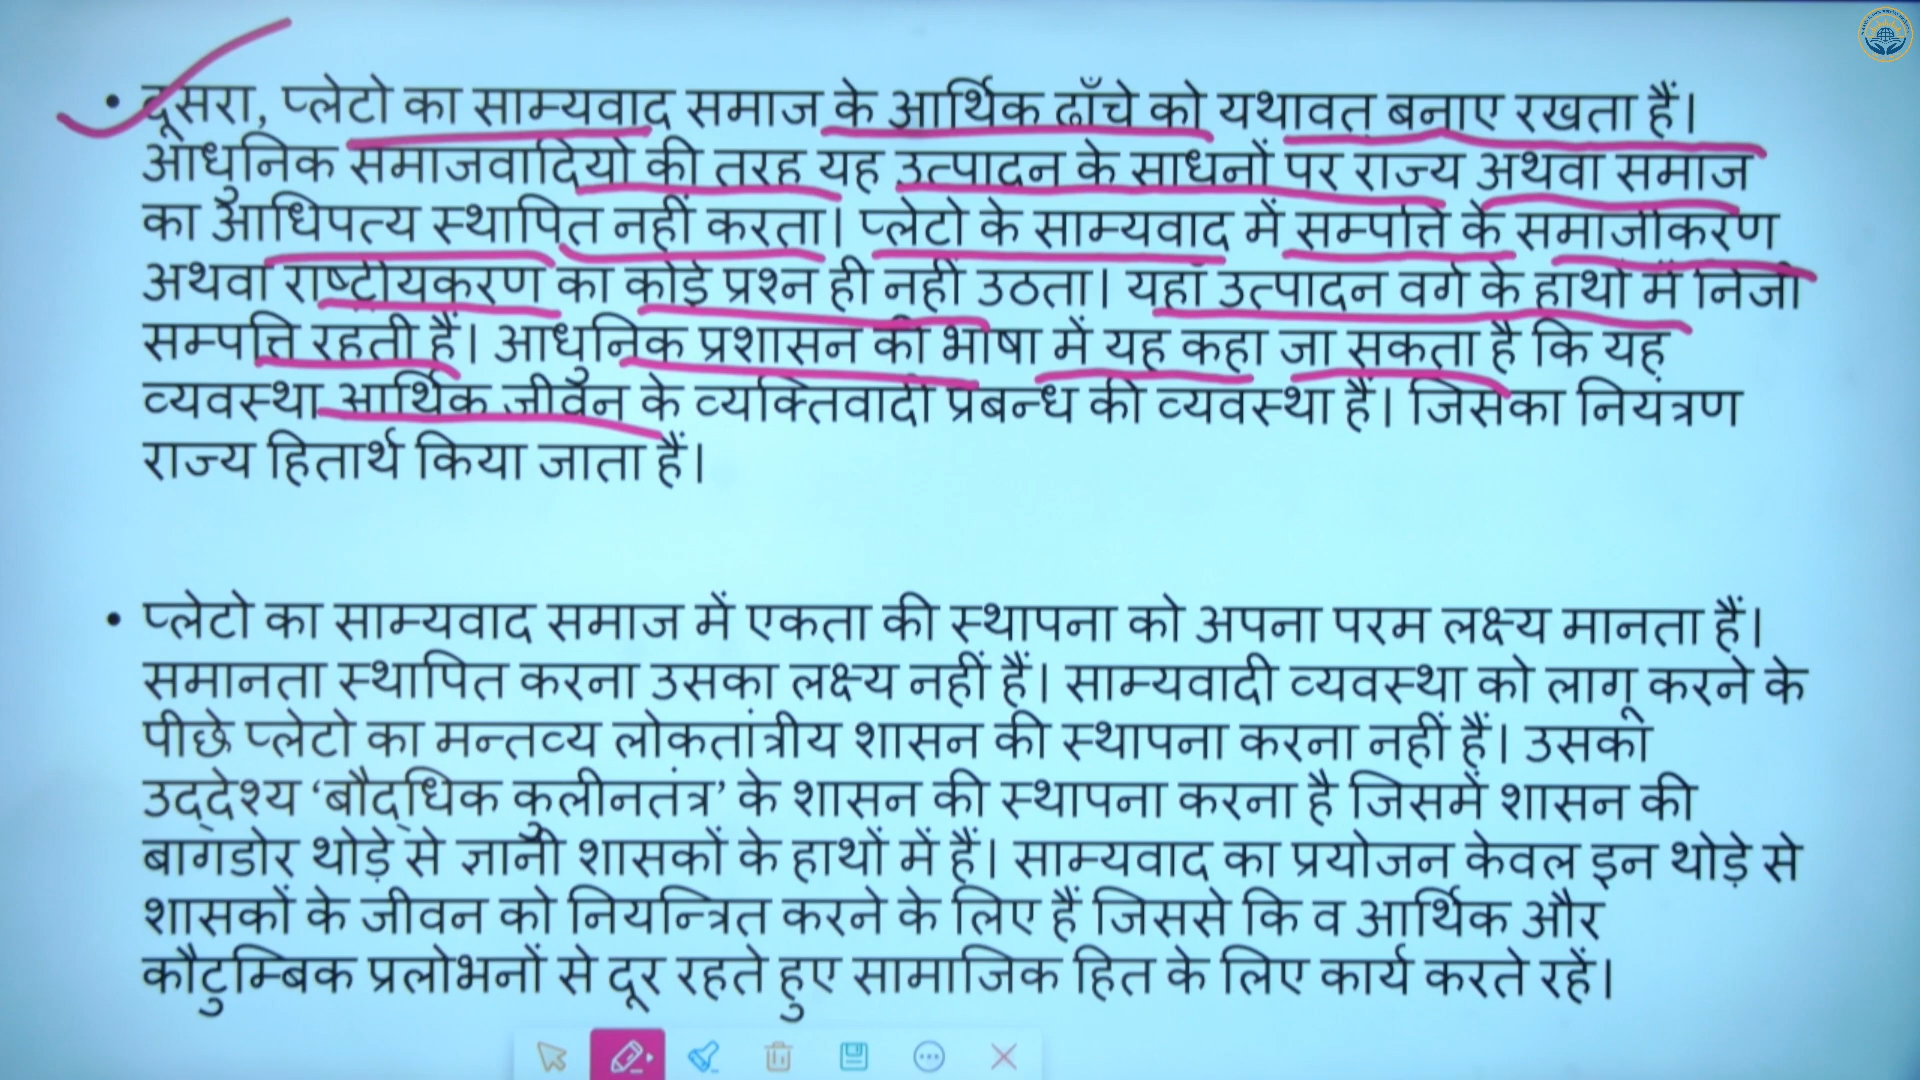 • दूसरा, प्लेटो का साम्यवाद समाज के आर्थिक ढाँचे को यथावत् बनाए रखता हैं।
आधुनिक समाजवादियों की तरह यह उत्पादन के साधनों पर राज्य अथवा समाज
का आधिपत्य स्थापित नहीं करता। प्लेटो के साम्यवाद में सम्पत्ति के समाजीकरण
अथवा राष्ट्रीयकरण का कोई प्रश्न ही नहीं उठता। यहाँ उत्पादन वर्ग के हाथों में निजी
सम्पत्ति रहती हैं। आधुनिक प्रशासन की भाषा में यह कहा जा सकता है कि यह
व्यवस्था आर्थिक जीवन के व्यक्तिवादी प्रबन्ध की व्यवस्था हैं। जिसका नियंत्रण
राज्य हितार्थ किया जाता हैं।
• प्लेटो का साम्यवाद समाज में एकता की स्थापना को अपना परम लक्ष्य मानता हैं।
समानता स्थापित करना उसका लक्ष्य नहीं हैं। साम्यवादी व्यवस्था को लागू करने के
पीछे प्लेटो का मन्तव्य लोकतांत्रीय शासन की स्थापना करना नहीं हैं। उसको
उद्देश्य ‘बौद्धिक कुलीनतंत्र’ के शासन की स्थापना करना है जिसमें शासन की
बागडोर थोड़े से ज्ञानी शासकों के हाथों में हैं। साम्यवाद का प्रयोजन केवल इन थोड़े से
शासकों के जीवन को नियन्त्रित करने के लिए हैं जिससे कि व आर्थिक और
कौटुम्बिक प्रलोभनों से दूर रहते हुए सामाजिक हित के लिए कार्य करते रहें।